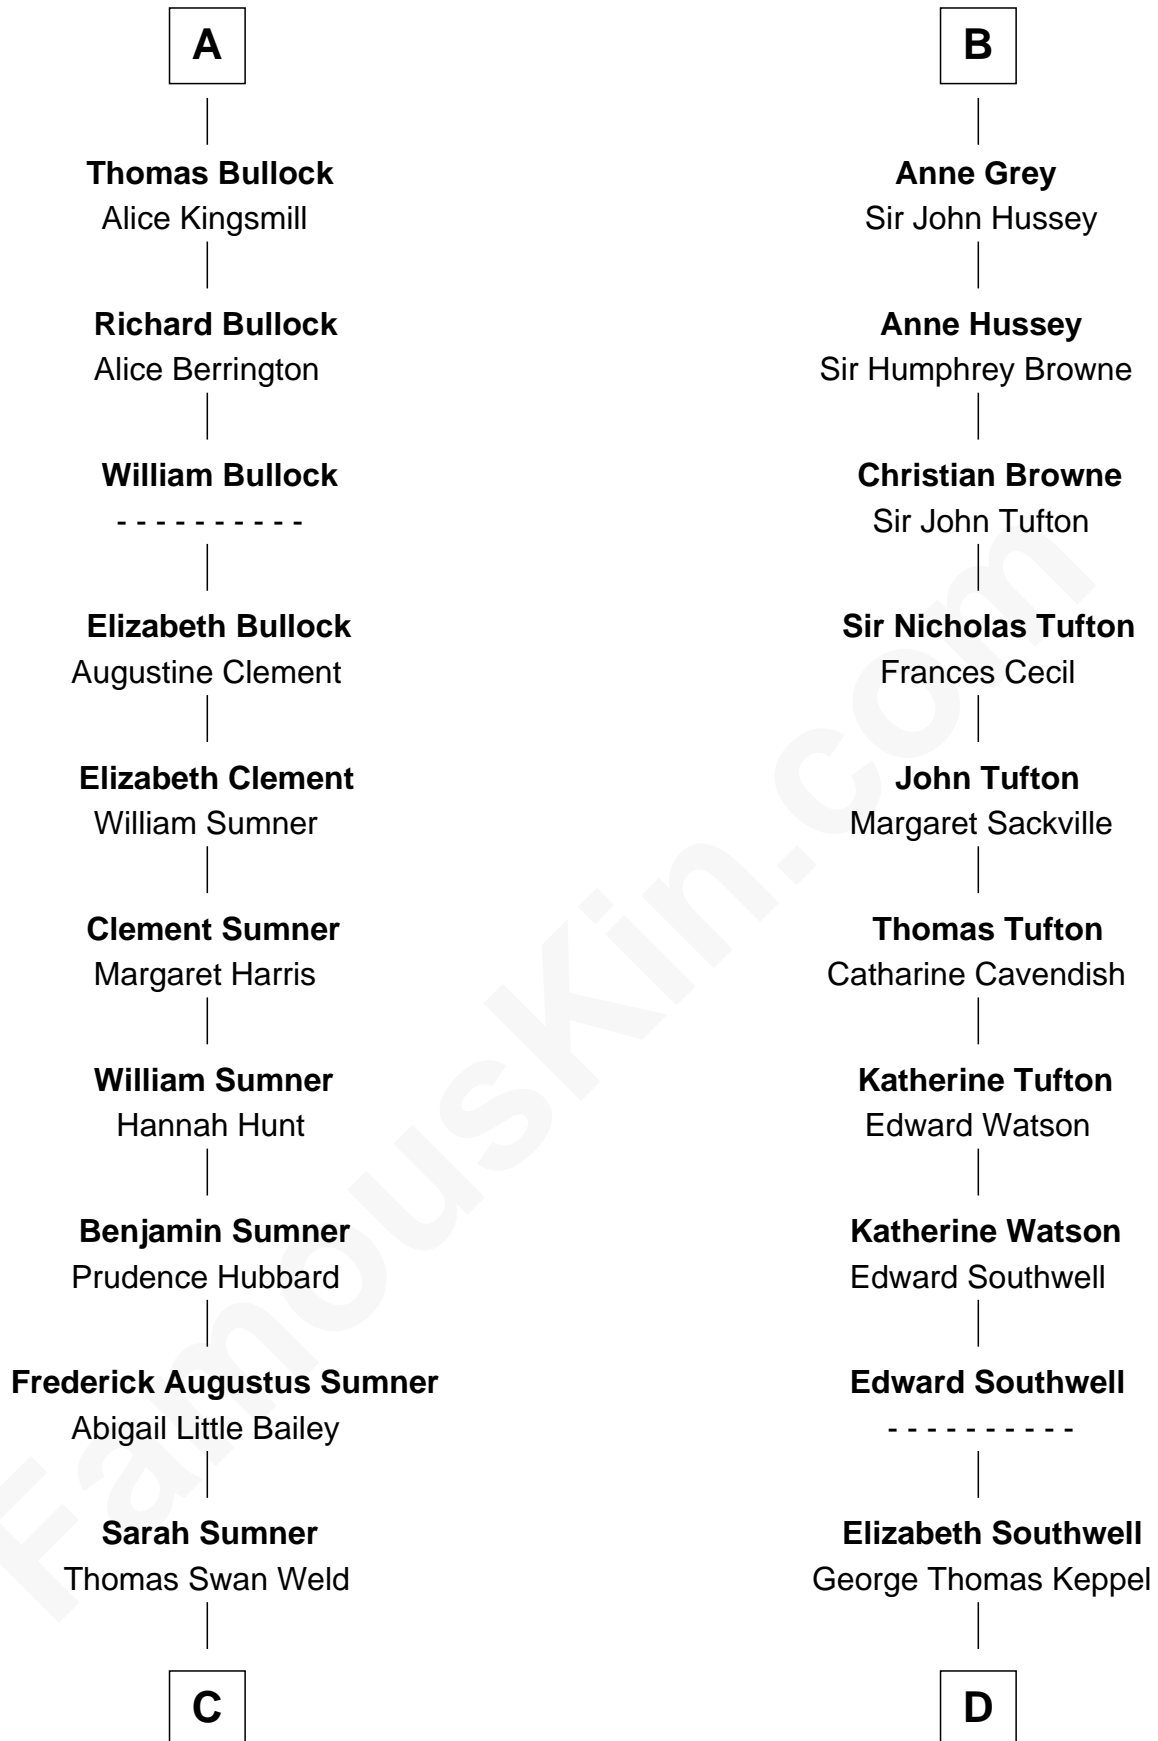 A
Thomas Bullock
Alice Kingsmill
Richard Bullock
Alice Berrington
William Bullock
- - - - - - - - - -
Elizabeth Bullock
Augustine Clement
Elizabeth Clement
William Sumner
Clement Sumner
Margaret Harris
William Sumner
Hannah Hunt
Benjamin Sumner
Prudence Hubbard
Frederick Augustus Sumner
Abigail Little Bailey
Sarah Sumner
Thomas Swan Weld
C
B
Anne Grey
Sir John Hussey
Anne Hussey
Sir Humphrey Browne
Christian Browne
Sir John Tufton
Sir Nicholas Tufton
Frances Cecil
John Tufton
Margaret Sackville
Thomas Tufton
Catharine Cavendish
Katherine Tufton
Edward Watson
Katherine Watson
Edward Southwell
Edward Southwell
- - - - - - - - - -
Elizabeth Southwell
George Thomas Keppel
D
FamousKin.com